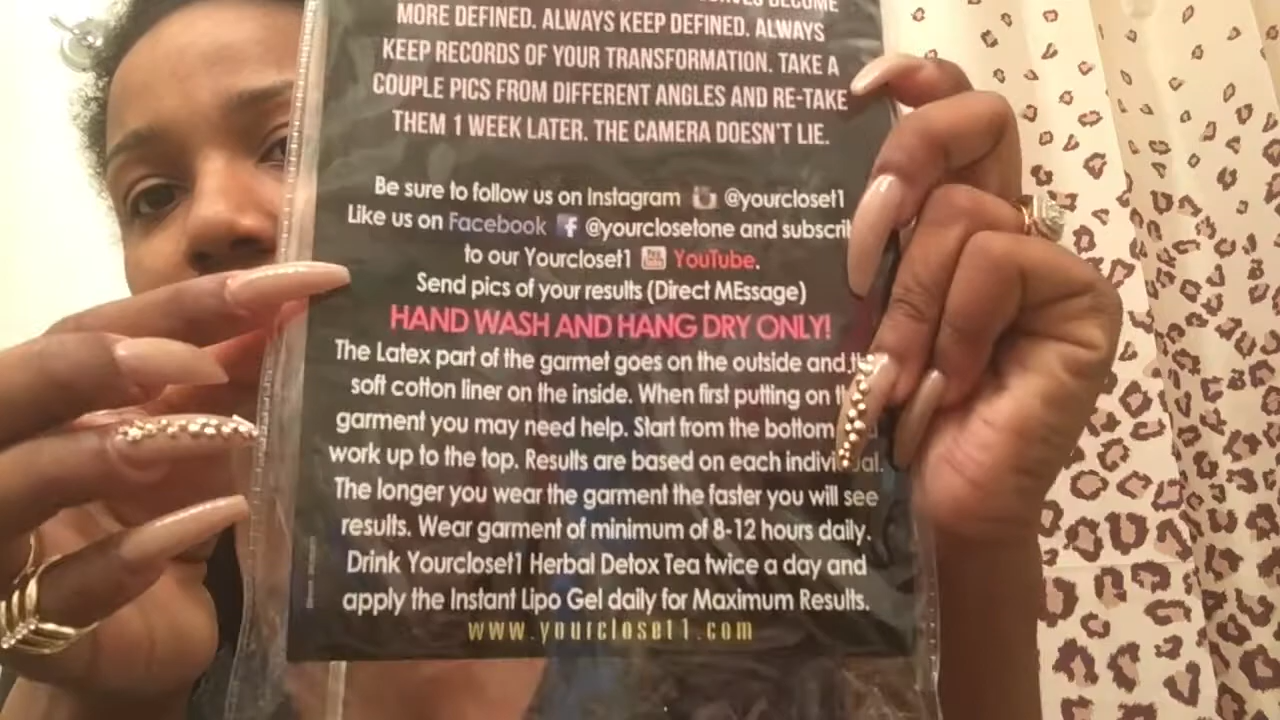 BECOME
MORE DEFINED. ALWAYS KEEP DEFINED. ALWAYS
KEEP RECORDS OF YOUR TRANSFORMATION. TAKE A
COUPLE PICS FROM DIFFERENT ANGLES AND RE-TAKE
THEM 1 WEEK LATER. THE CAMERA DOESN'T LIE.
Be sure to follow us on Instagram @yourcloset1
Like us on Facebook f @yourclosetone and subscri
to our Yourcloset1 YouTube.
Send pics of your results (Direct MEssage)
HAND WASH AND HANG DRY ONLY!
The Latex part of the garmet goes on the outside and
soft cotton liner on the inside. When first putting on
garment you may need help. Start from the bottom
work up to the top. Results are based on each
The longer you wear the garment the faster you will see
results. Wear garment of minimum of 8-12 hours daily.
Drink Yourcloset1 Herbal Detox Tea twice a day and
apply the Instant Lipo Gel daily for Maximum Results.
www.yourcloset1.com